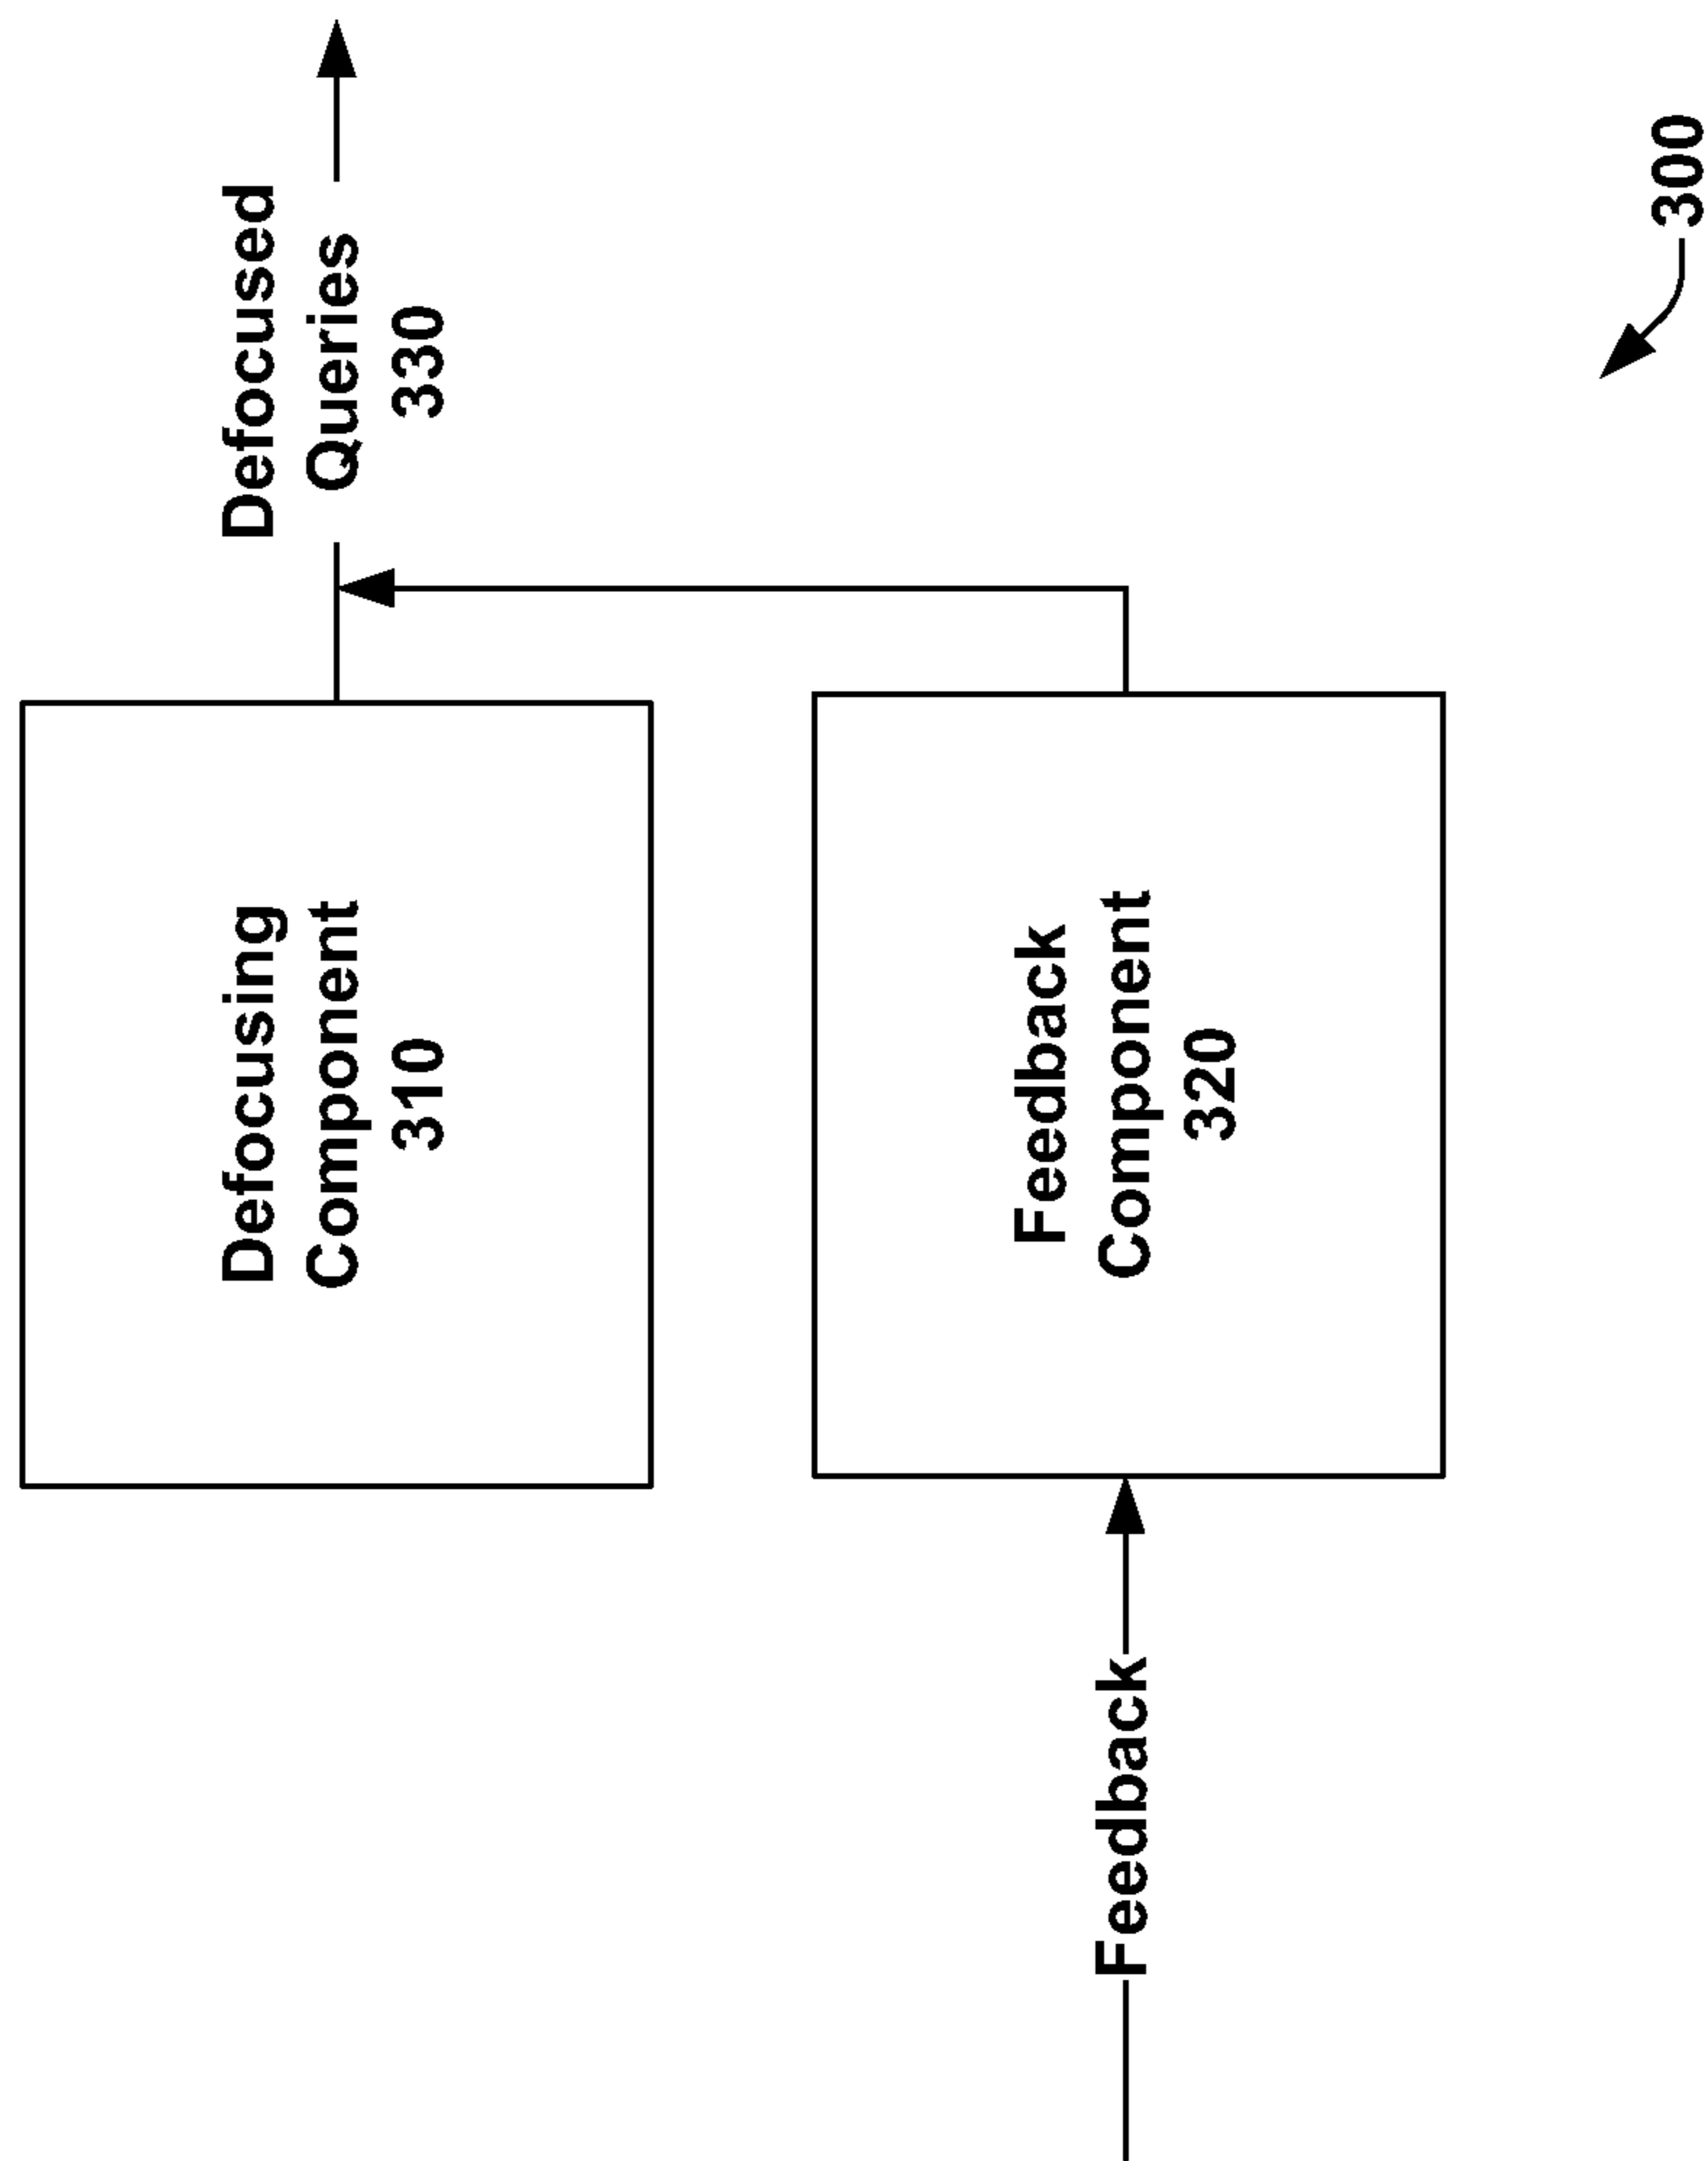 Defocusing
Component
310
Defocused
Queries
330
Feedback
Feedback
Component
320
300